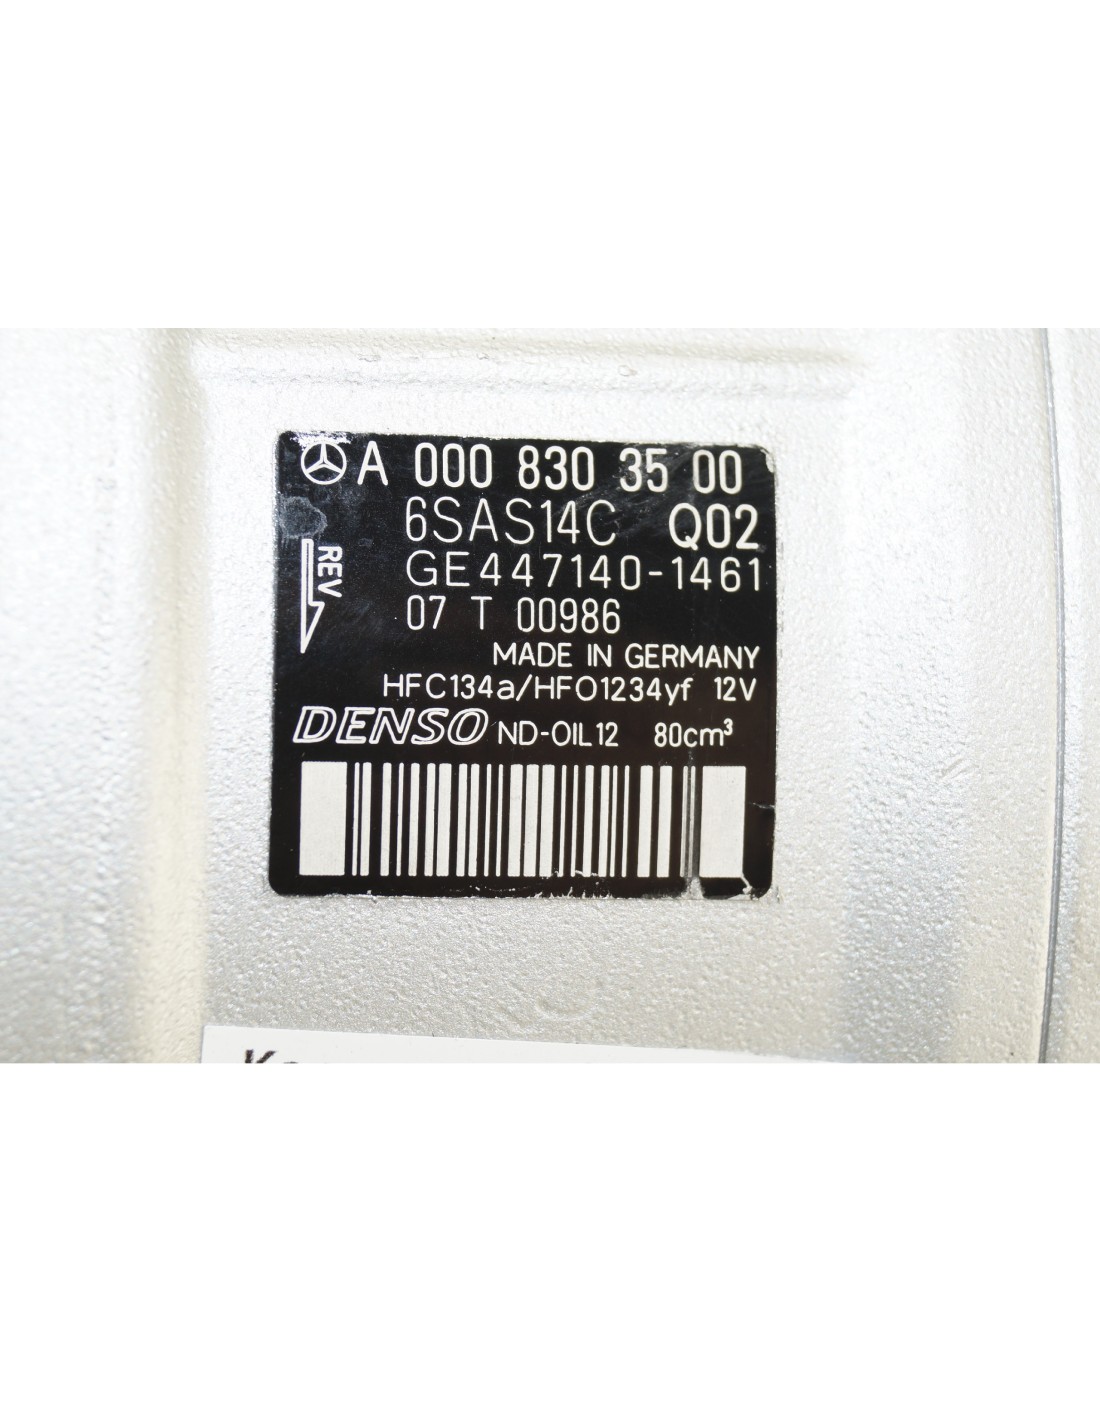 A 000 830 35 00
6SAS14C Q02
REV
GE447140-1461
07 T 00986
MADE IN GERMANY
HFC134a/HFO1234yf 12V
DENSO ND-OIL12 80cm³